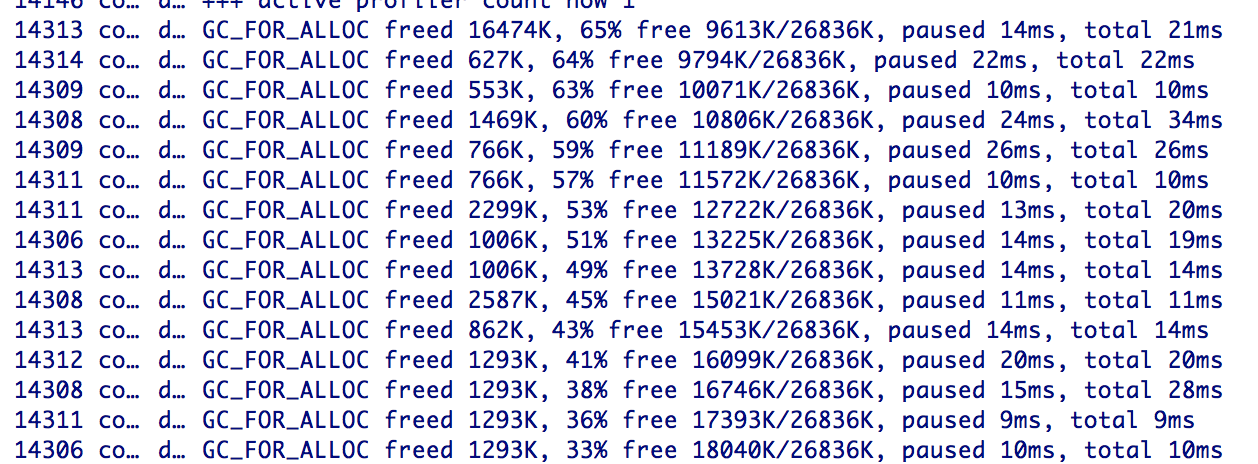 14146 co… d… +++ active profiler count now 1
14313 co… d… GC_FOR_ALLOC freed 16474K, 65% free 9613K/26836K, paused 14ms, total 21ms
14314 co… d… GC_FOR_ALLOC freed 627K, 64% free 9794K/26836K, paused 22ms, total 22ms
14309 co… d… GC_FOR_ALLOC freed 553K, 63% free 10071K/26836K, paused 10ms, total 10ms
14308 co… d… GC_FOR_ALLOC freed 1469K, 60% free 10806K/26836K, paused 24ms, total 34ms
14309 co… d… GC_FOR_ALLOC freed 766K, 59% free 11189K/26836K, paused 26ms, total 26ms
14311 co… d… GC_FOR_ALLOC freed 766K, 57% free 11572K/26836K, paused 10ms, total 10ms
14311 co… d… GC_FOR_ALLOC freed 2299K, 53% free 12722K/26836K, paused 13ms, total 20ms
14306 co… d… GC_FOR_ALLOC freed 1006K, 51% free 13225K/26836K, paused 14ms, total 19ms
14313 co… d… GC_FOR_ALLOC freed 1006K, 49% free 13728K/26836K, paused 14ms, total 14ms
14308 co… d… GC_FOR_ALLOC freed 2587K, 45% free 15021K/26836K, paused 11ms, total 11ms
14313 co… d… GC_FOR_ALLOC freed 862K, 43% free 15453K/26836K, paused 14ms, total 14ms
14312 co… d… GC_FOR_ALLOC freed 1293K, 41% free 16099K/26836K, paused 20ms, total 20ms
14308 co… d… GC_FOR_ALLOC freed 1293K, 38% free 16746K/26836K, paused 15ms, total 28ms
14311 co… d… GC_FOR_ALLOC freed 1293K, 36% free 17393K/26836K, paused 9ms, total 9ms
14306 co… d… GC_FOR_ALLOC freed 1293K, 33% free 18040K/26836K, paused 10ms, total 10ms